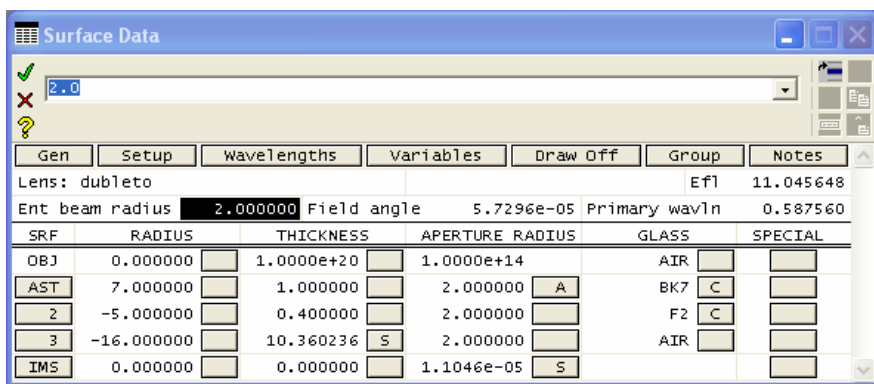 Surface Data
2.0
Gen Setup Wavelengths Variables Draw Off Group Notes
Lens: dubleto Efl 11.045648
Ent beam radius 2.000000 Field angle 5.7296e-05 Primary wavln 0.587560
SRF RADIUS THICKNESS APERTURE RADIUS GLASS SPECIAL
OBJ 0.000000 1.0000e+20 1.0000e+14 AIR
AST 7.000000 1.000000 2.000000 A BK7 C
2 -5.000000 0.400000 2.000000 F2 C
3 -16.000000 10.360236 S 2.000000 AIR
IMS 0.000000 0.000000 1.1046e-05 S